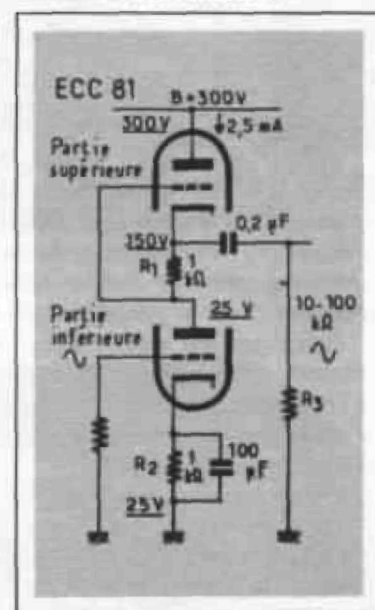 ECC 81
B=300V
300V
2,5 mA
Partie
supérieure
0,2 µF
150V
R1
1
kΩ
25 V
Partie
inférieure
10-100
kΩ
R3
R2
1
kΩ
100
µF
25V